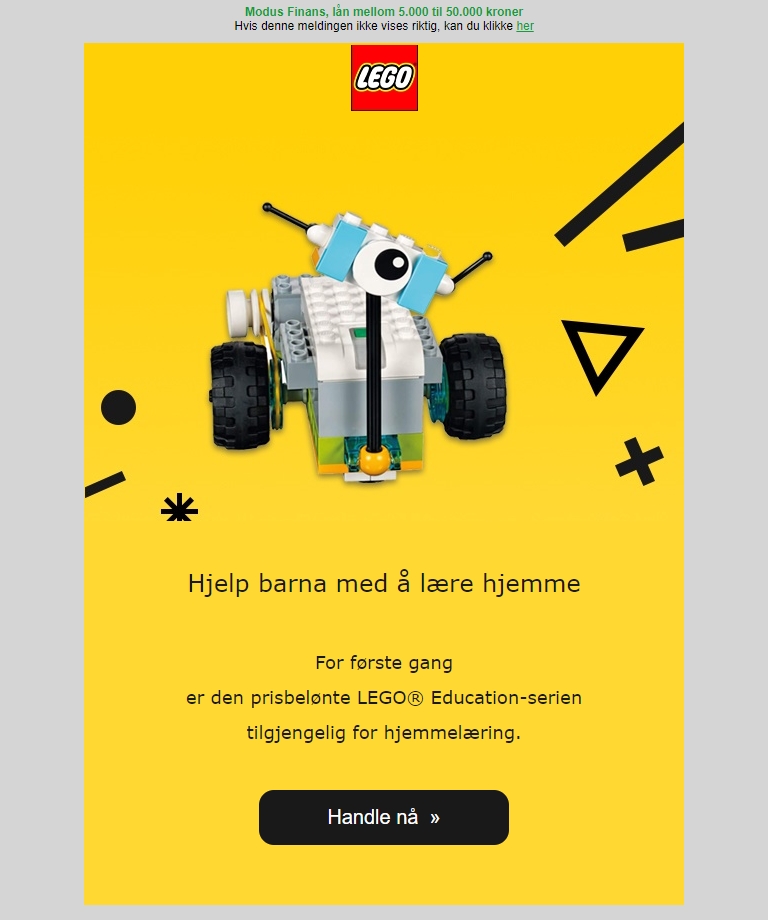 Modus Finans, lån mellom 5.000 til 50.000 kroner
Hvis denne meldingen ikke vises riktig, kan du klikke her
LEGO
Hjelp barna med å lære hjemme
For første gang
er den prisbelønte LEGO® Education-serien
tilgjengelig for hjemmelæring.
Handle nå »